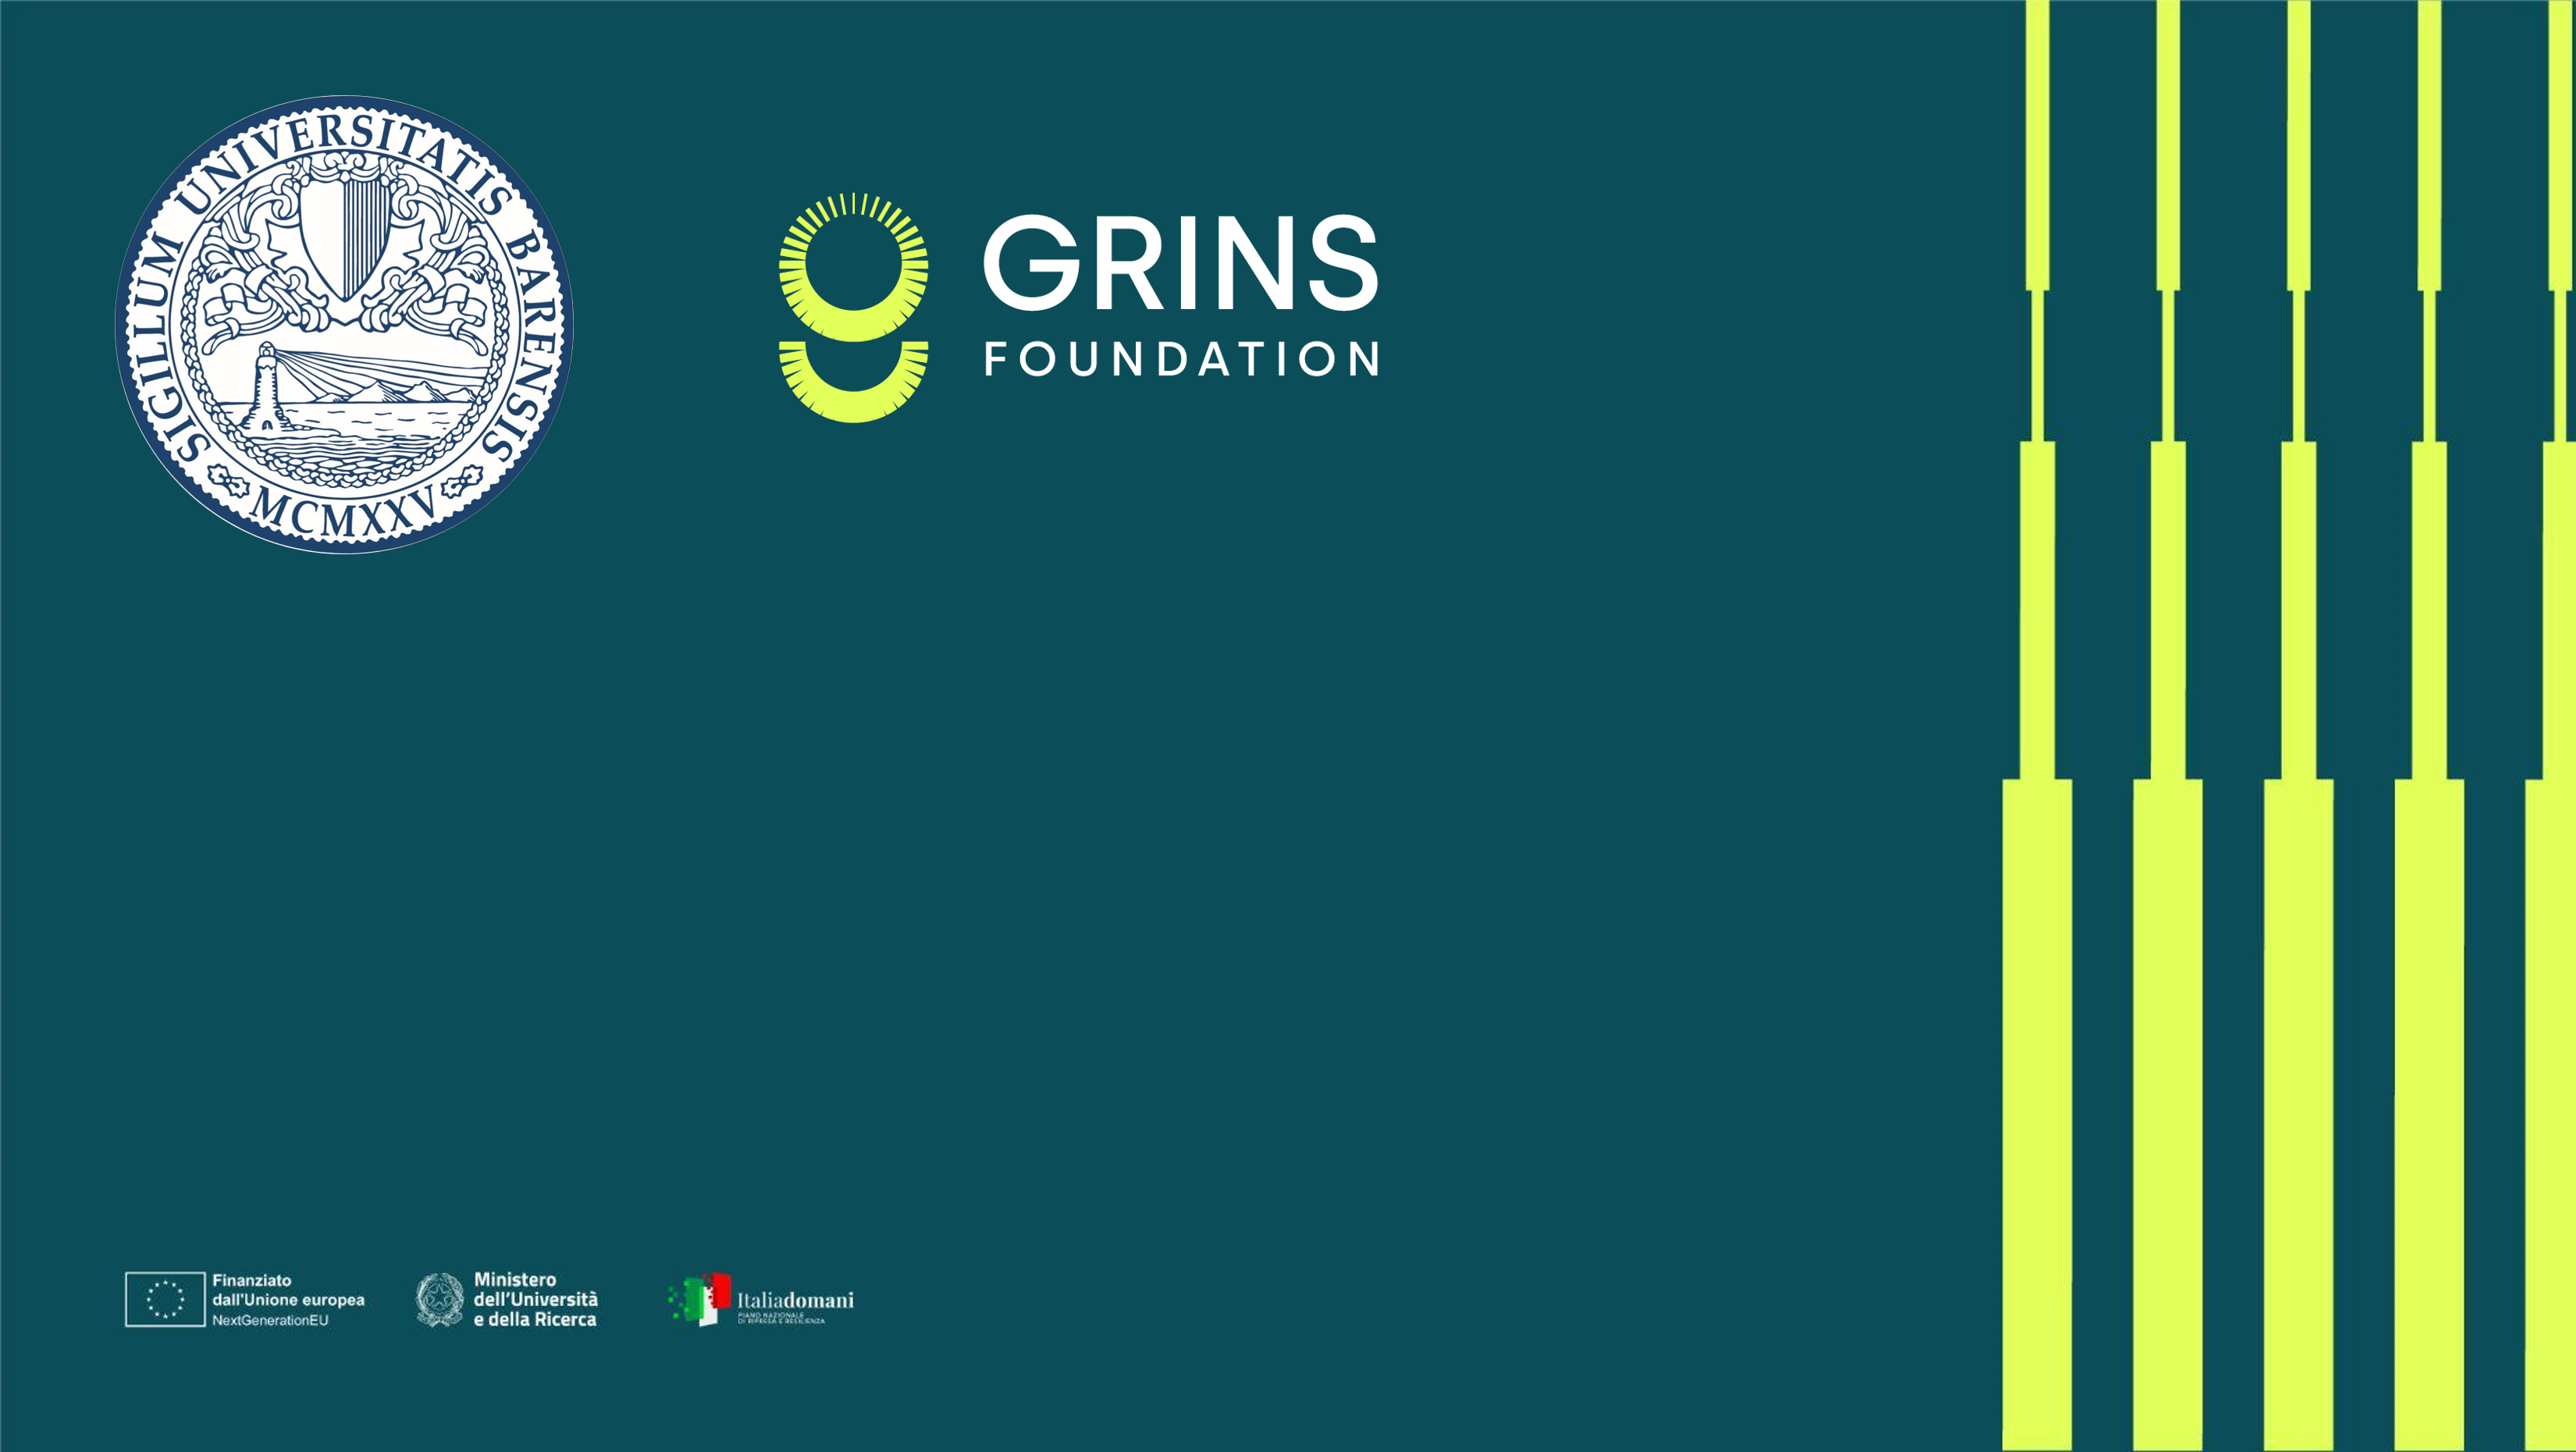 SIGILLUM UNIVERSITATIS BARENSIS
MCMXXV
GRINS
FOUNDATION
Finanziato
dall'Unione europea
NextGenerationEU
Ministero
dell'Università
e della Ricerca
Italiadomani
PIANO NAZIONALE
DI RIPRESA E RESILIENZA